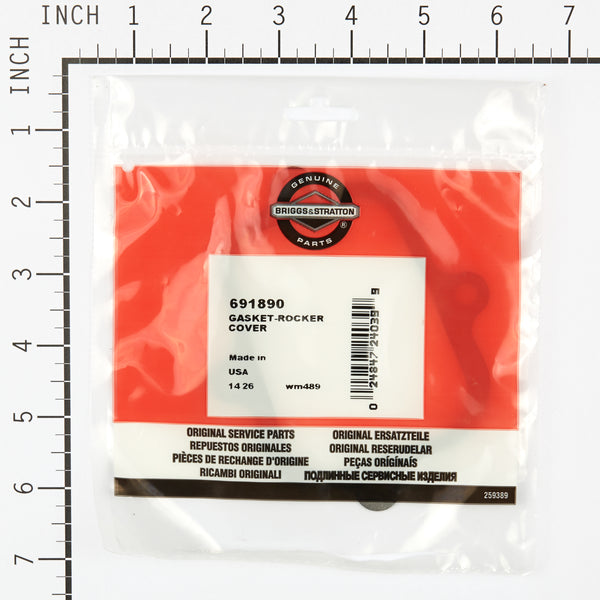 INCH 1 2 3 4 5 6 7
INCH
1
2
3
4
5
6
7
GENUINE
BRIGGS&STRATTON
®
PARTS
691890
GASKET-ROCKER
COVER
Made in
USA
14 26 wm489
0 24847 24039 9
ORIGINAL SERVICE PARTS
REPUESTOS ORIGINALES
PIÈCES DE RECHANGE D'ORIGINE
RICAMBI ORIGINALI
ORIGINAL ERSATZTEILE
ORIGINAL RESERUDELAR
PEÇAS ORIGÍNAIS
ПОДЛИННЫЕ СЕРВИСНЫЕ ИЗДЕЛИЯ
259389